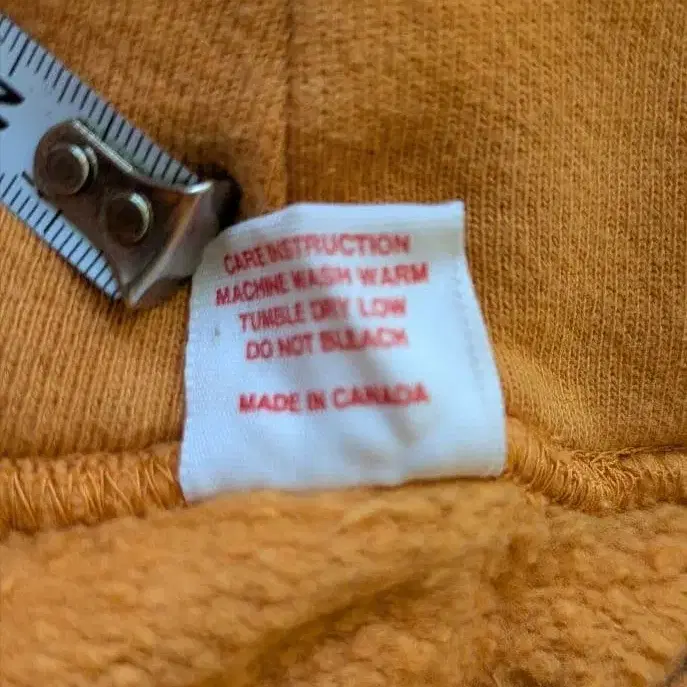 CARE INSTRUCTION
MACHINE WASH WARM
TUMBLE DRY LOW
DO NOT BLEACH
MADE IN CANADA